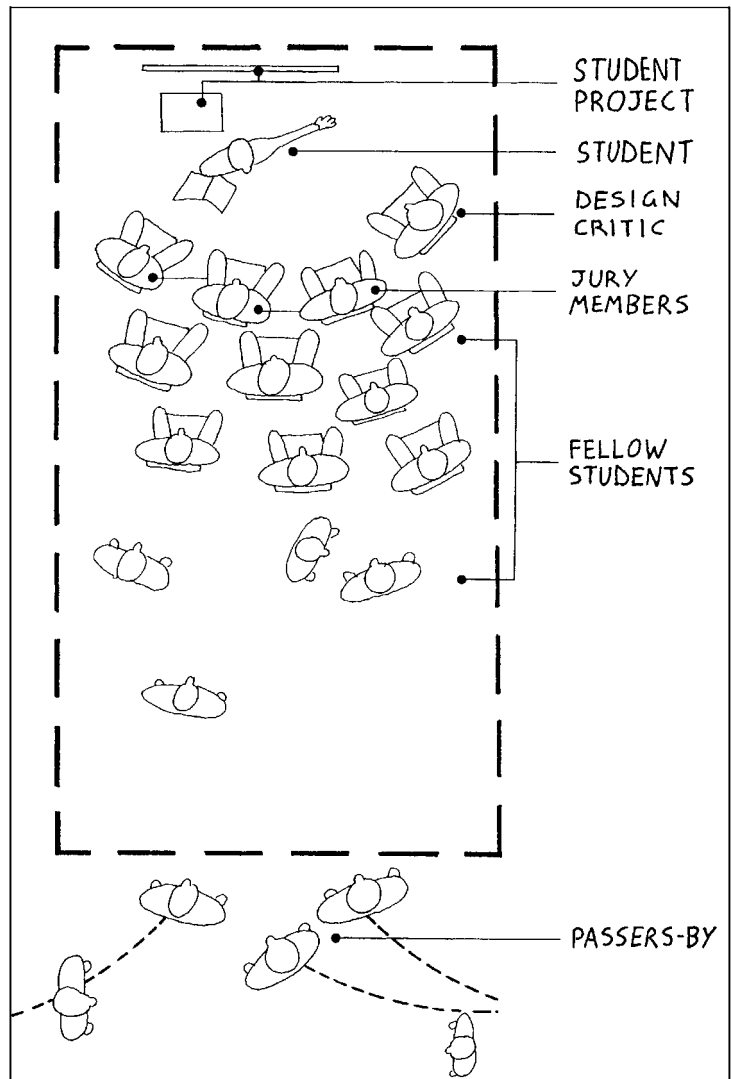 STUDENT
PROJECT
STUDENT
DESIGN
CRITIC
JURY
MEMBERS
FELLOW
STUDENTS
PASSERS-BY